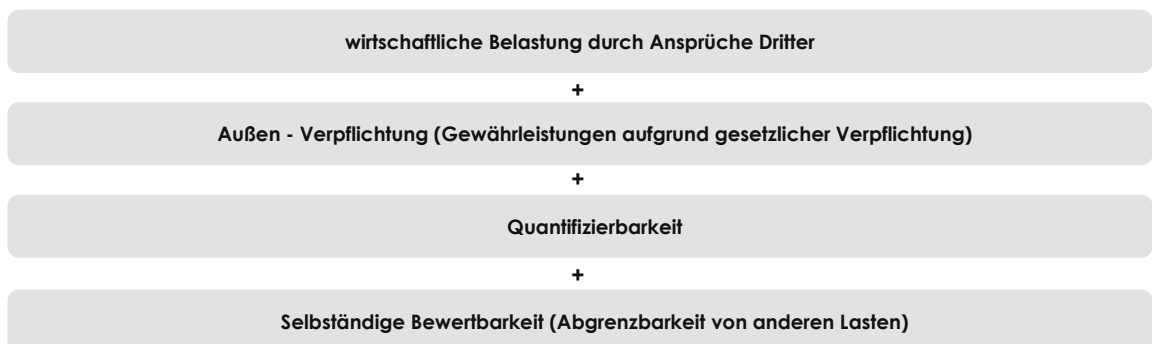 wirtschaftliche Belastung durch Ansprüche Dritter
+
Außen - Verpflichtung (Gewährleistungen aufgrund gesetzlicher Verpflichtung)
+
Quantifizierbarkeit
+
Selbständige Bewertbarkeit (Abgrenzbarkeit von anderen Lasten)